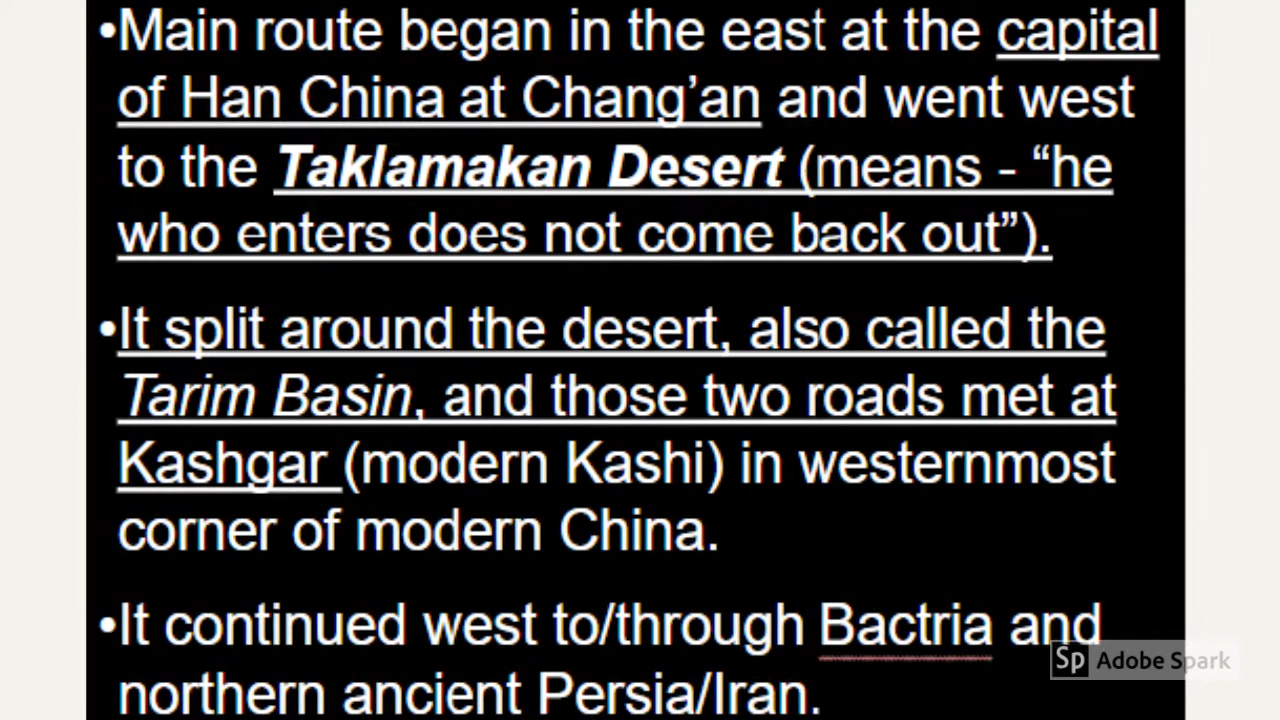 •Main route began in the east at the capital
of Han China at Chang’an and went west
to the Taklamakan Desert (means - “he
who enters does not come back out”).
•It split around the desert, also called the
Tarim Basin, and those two roads met at
Kashgar (modern Kashi) in westernmost
corner of modern China.
•It continued west to/through Bactria and
northern ancient Persia/Iran.
Sp Adobe Spark